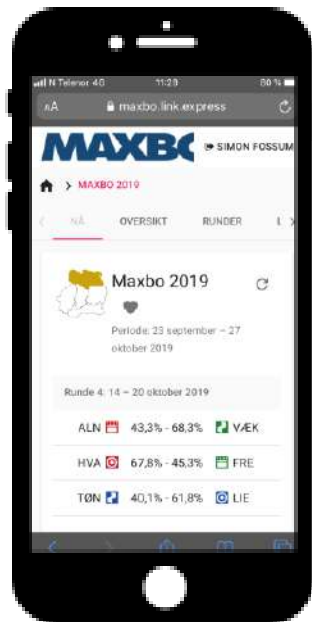 N Telenor 4G 11:29 80 %
AA maxbo.link.express
MAXBO SIMON FOSSUM
> MAXBO 2019
< NÅ OVERSIKT RUNDER >
Maxbo 2019
Periode: 23 september – 27
oktober 2019
Runde 4: 14 – 20 oktober 2019
ALN 43,3% - 68,3% VÆK
HVA 67,8% - 45,3% FRE
TØN 40,1% - 61,8% LIE